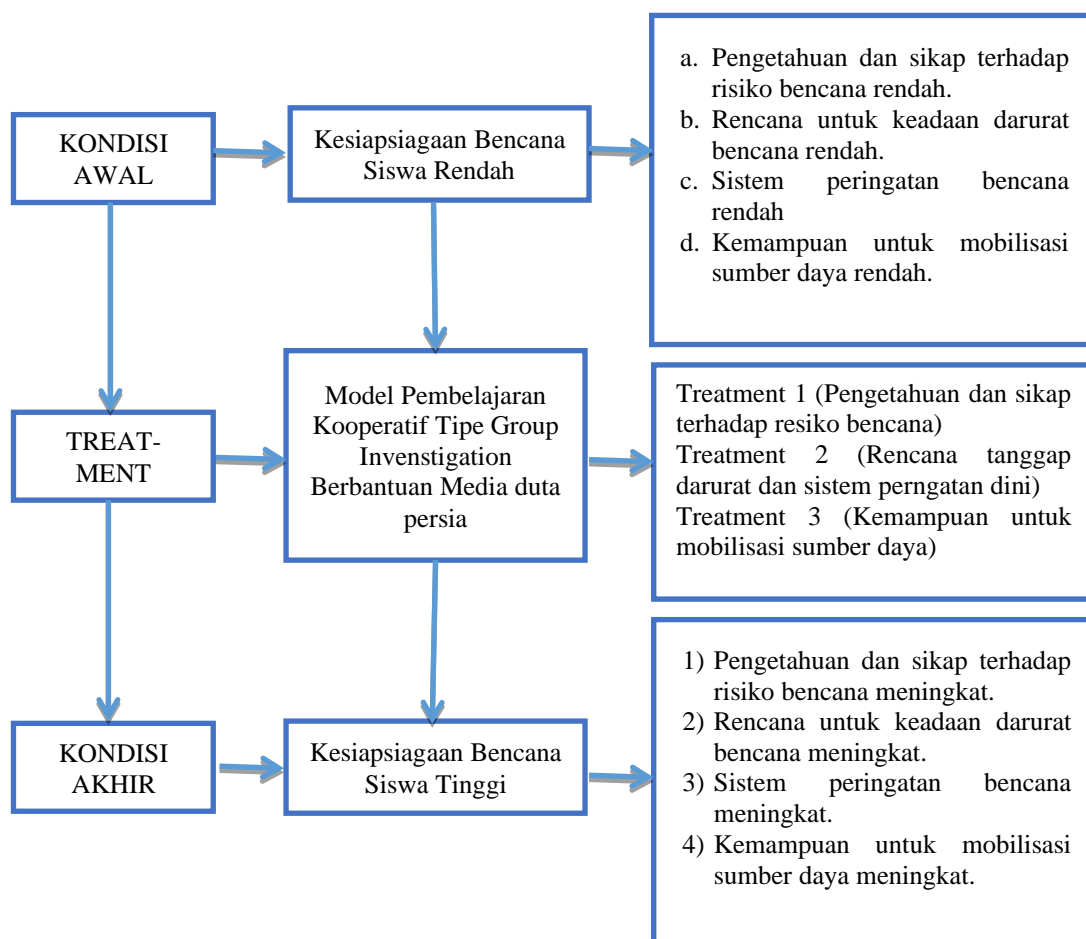 KONDISI
AWAL
Kesiapsiagaan Bencana
Siswa Rendah
a. Pengetahuan dan sikap terhadap
risiko bencana rendah.
b. Rencana untuk keadaan darurat
bencana rendah.
c. Sistem peringatan bencana
rendah
d. Kemampuan untuk mobilisasi
sumber daya rendah.
TREAT-
MENT
Model Pembelajaran
Kooperatif Tipe Group
Invenstigation
Berbantuan Media duta
persia
Treatment 1 (Pengetahuan dan sikap
terhadap resiko bencana)
Treatment 2 (Rencana tanggap
darurat dan sistem perngatan dini)
Treatment 3 (Kemampuan untuk
mobilisasi sumber daya)
KONDISI
AKHIR
Kesiapsiagaan Bencana
Siswa Tinggi
1) Pengetahuan dan sikap terhadap
risiko bencana meningkat.
2) Rencana untuk keadaan darurat
bencana meningkat.
3) Sistem peringatan bencana
meningkat.
4) Kemampuan untuk mobilisasi
sumber daya meningkat.